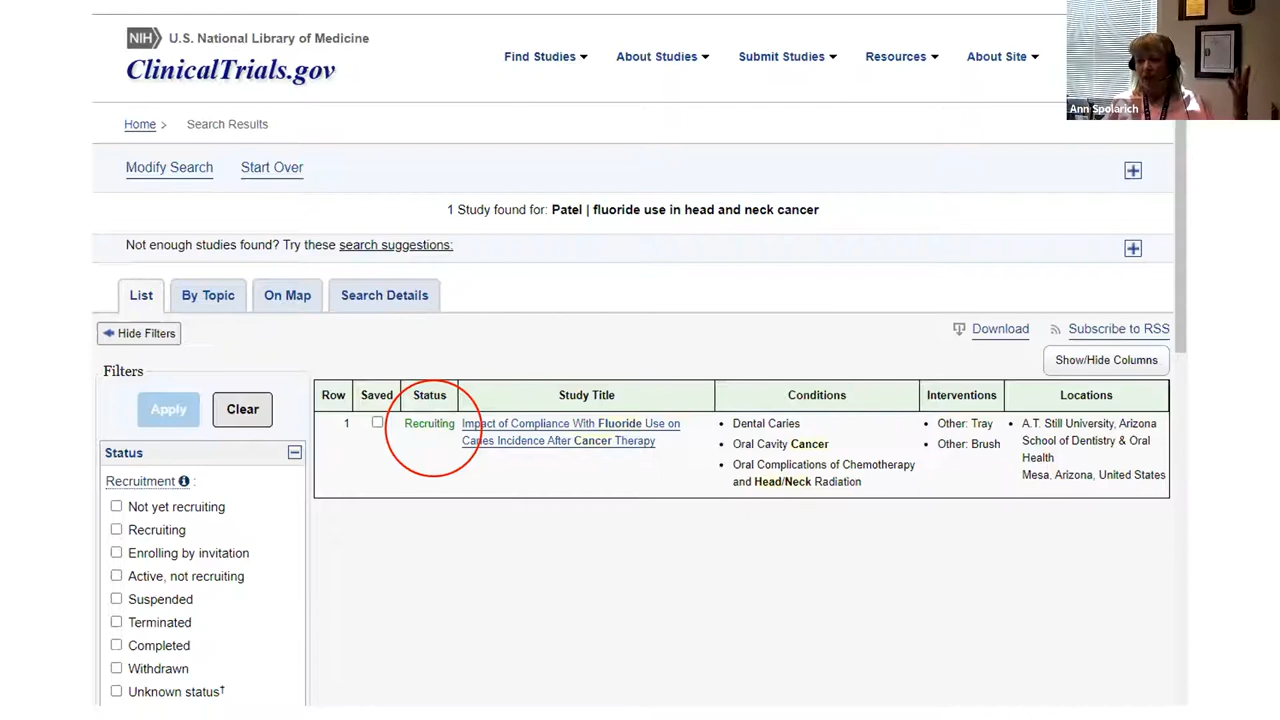 NIH U.S. National Library of Medicine
ClinicalTrials.gov
Find Studies
About Studies
Submit Studies
Resources
About Site
Ann Spolarich
Home >
Search Results
Modify Search
Start Over
1 Study found for: Patel | fluoride use in head and neck cancer
Not enough studies found? Try these search suggestions:
List
By Topic
On Map
Search Details
Hide Filters
Download
Subscribe to RSS
Show/Hide Columns
Filters
Apply
Clear
Status
Recruitment :
Not yet recruiting
Recruiting
Enrolling by invitation
Active, not recruiting
Suspended
Terminated
Completed
Withdrawn
Unknown status†
Row
Saved
Status
Study Title
Conditions
Interventions
Locations
1
Recruiting
Impact of Compliance With Fluoride Use on
Caries Incidence After Cancer Therapy
• Dental Caries
• Oral Cavity Cancer
• Oral Complications of Chemotherapy
and Head/Neck Radiation
• Other: Tray
• Other: Brush
• A.T. Still University, Arizona
School of Dentistry & Oral
Health
Mesa, Arizona, United States